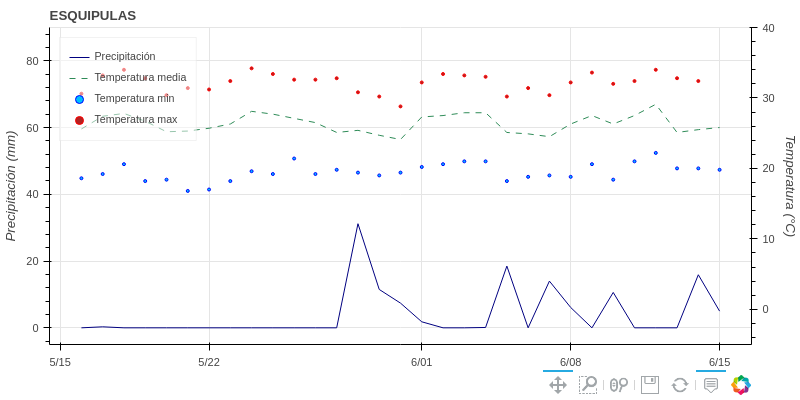 ESQUIPULAS
Precipitación
Temperatura media
Temperatura min
Temperatura max
Precipitación (mm)
80
60
40
20
0
Temperatura (°C)
40
30
20
10
0
5/15
5/22
6/01
6/08
6/15